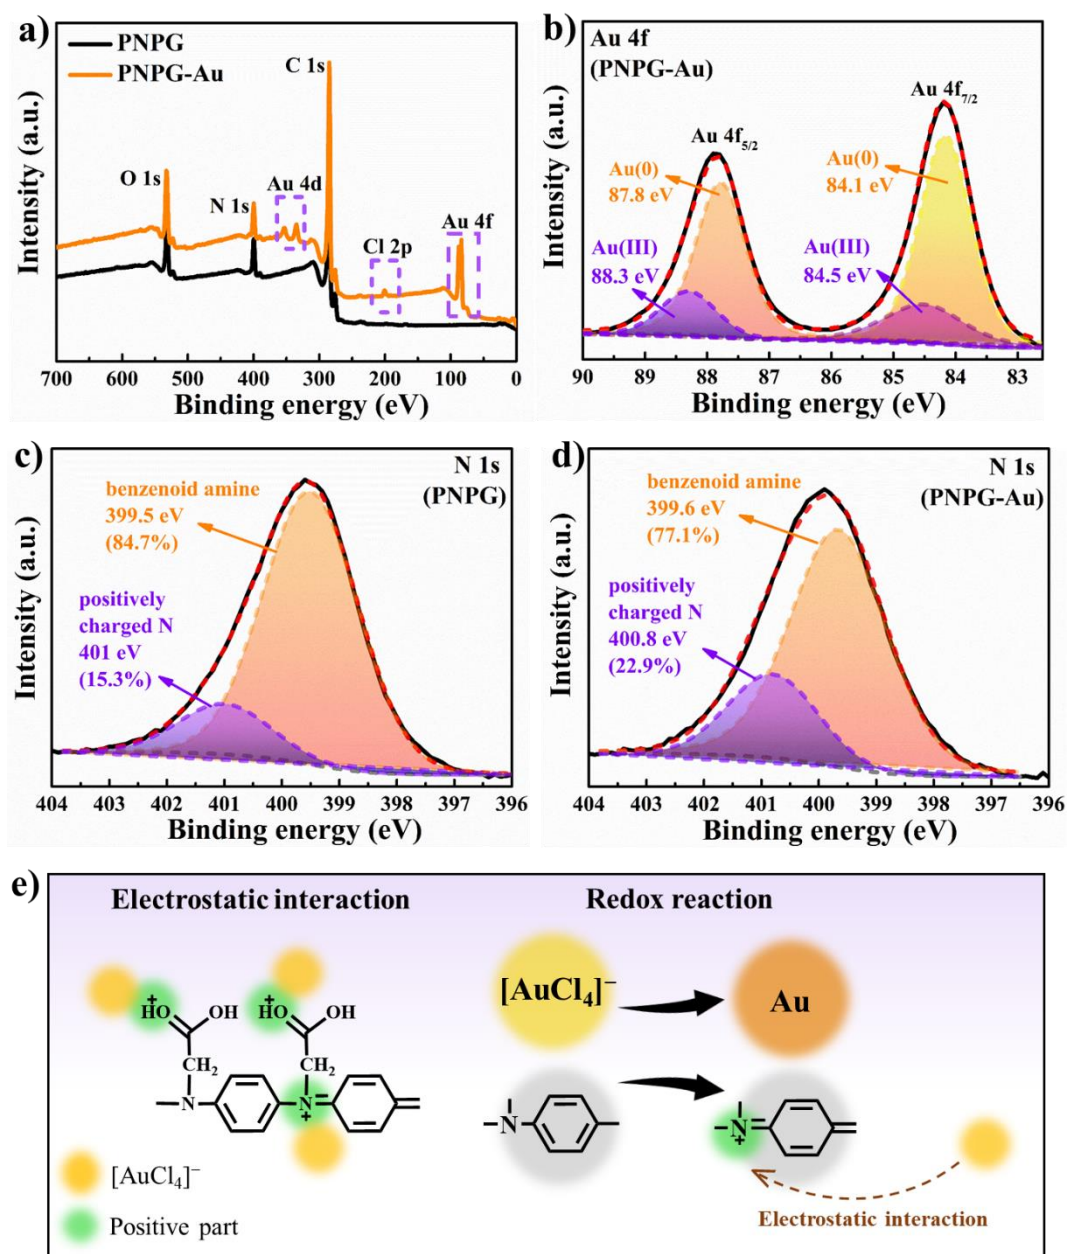 a)
PNPG
PNPG-Au
C 1s
O 1s
N 1s
Au 4d
Au 4f
Cl 2p
Intensity (a.u.)
700 600 500 400 300 200 100 0
Binding energy (eV)
b)
Au 4f
(PNPG-Au)
Au 4f7/2
Au 4f5/2
Au(0)
87.8 eV
Au(0)
84.1 eV
Au(III)
88.3 eV
Au(III)
84.5 eV
Intensity (a.u.)
90 89 88 87 86 85 84 83
Binding energy (eV)
c)
N 1s
(PNPG)
benzenoid amine
399.5 eV
(84.7%)
positively
charged N
401 eV
(15.3%)
Intensity (a.u.)
404 403 402 401 400 399 398 397 396
Binding energy (eV)
d)
N 1s
(PNPG-Au)
benzenoid amine
399.6 eV
(77.1%)
positively
charged N
400.8 eV
(22.9%)
Intensity (a.u.)
404 403 402 401 400 399 398 397 396
Binding energy (eV)
e)
Electrostatic interaction
Redox reaction
+
HO OH
+
HO OH
CH2
CH2
N
N
+
[AuCl4]−
Au
N
N
+
[AuCl4]−
Positive part
Electrostatic interaction